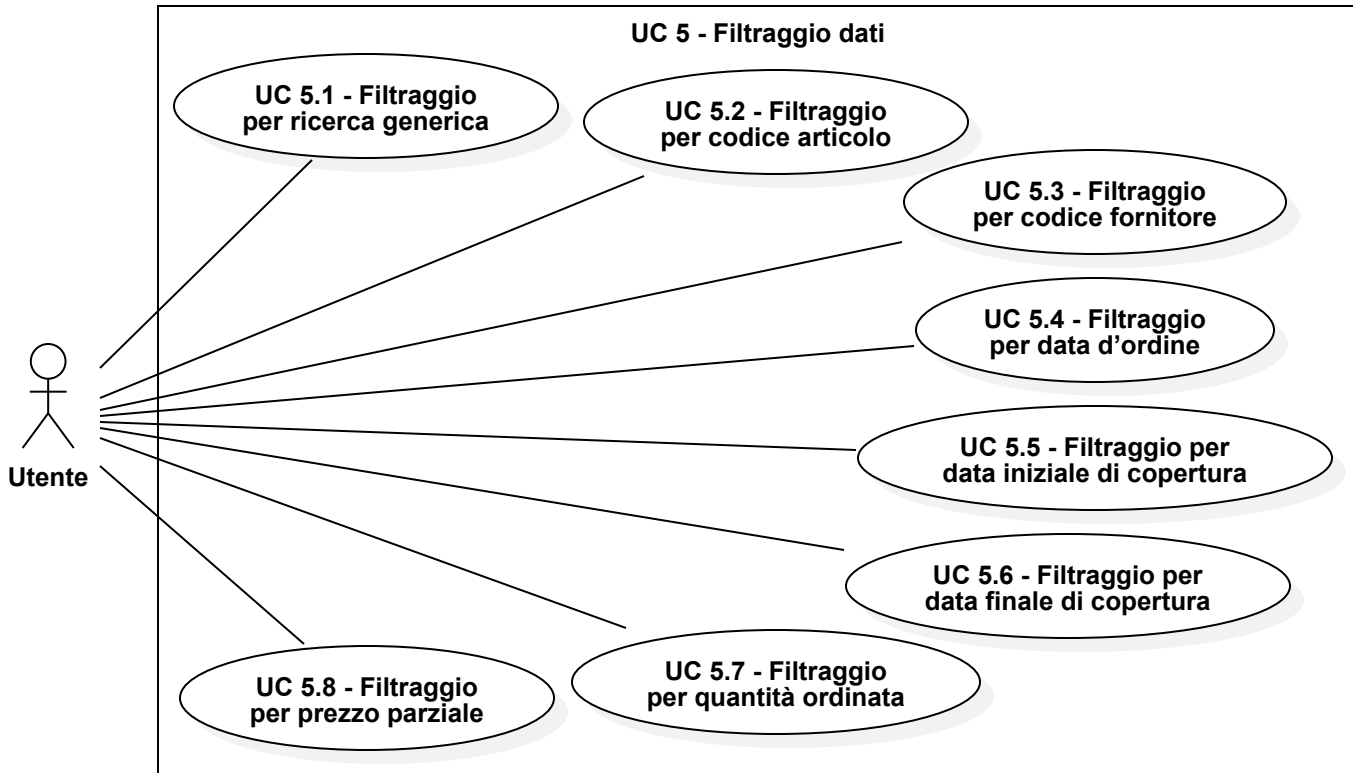 UC 5 - Filtraggio dati
UC 5.1 - Filtraggio
per ricerca generica
UC 5.2 - Filtraggio
per codice articolo
UC 5.3 - Filtraggio
per codice fornitore
UC 5.4 - Filtraggio
per data d’ordine
Utente
UC 5.5 - Filtraggio per
data iniziale di copertura
UC 5.6 - Filtraggio per
data finale di copertura
UC 5.7 - Filtraggio
per quantità ordinata
UC 5.8 - Filtraggio
per prezzo parziale